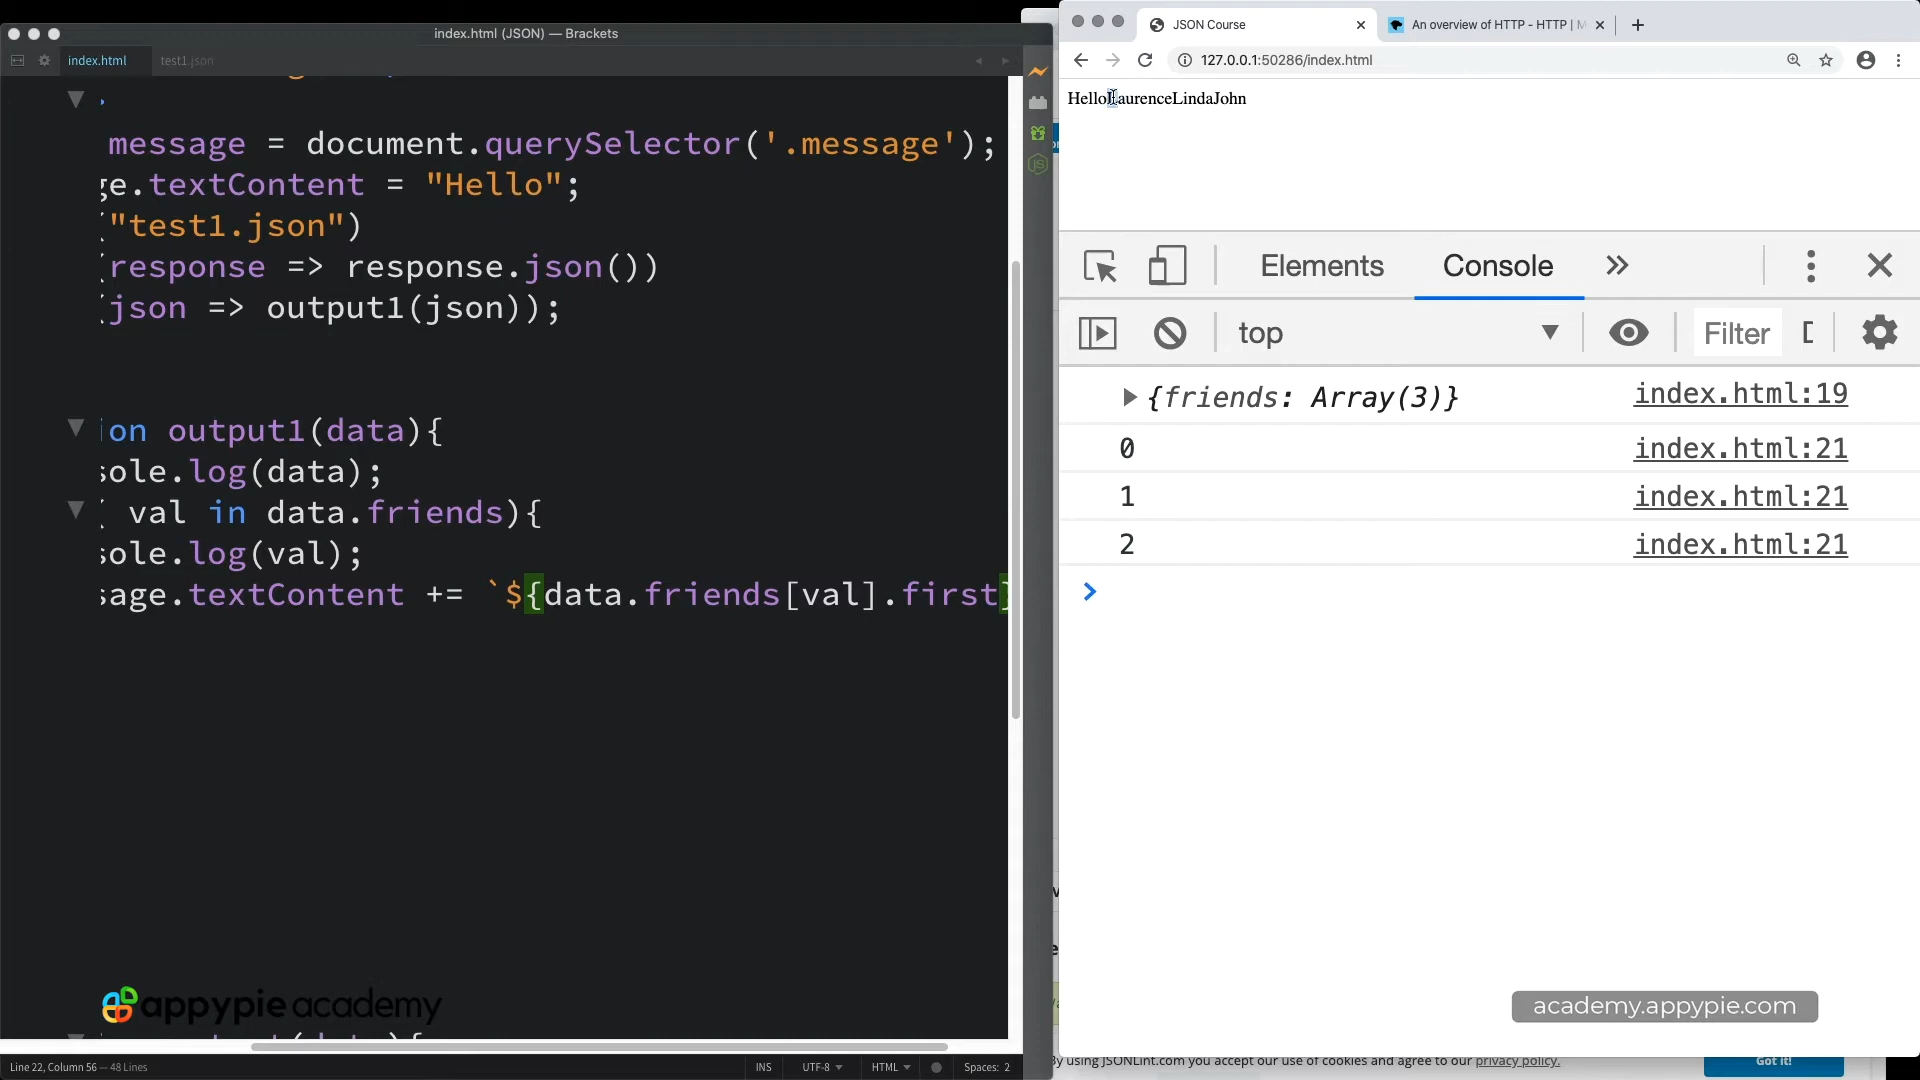 index.html (JSON) — Brackets
index.html
test1.json
message = document.querySelector('.message');
ge.textContent = "Hello";
("test1.json")
(response => response.json())
(json => output1(json));
ion output1(data){
sole.log(data);
( val in data.friends){
sole.log(val);
sage.textContent += `${data.friends[val].first}
appypie academy
Line 22, Column 56 — 48 Lines
INS
UTF-8
HTML
Spaces: 2
JSON Course
An overview of HTTP - HTTP | M
127.0.0.1:50286/index.html
HelloLaurenceLindaJohn
Elements
Console
top
Filter
{friends: Array(3)}
index.html:19
0
index.html:21
1
index.html:21
2
index.html:21
academy.appypie.com
By using JSONLint.com you accept our use of cookies and agree to our privacy policy.
Got it!